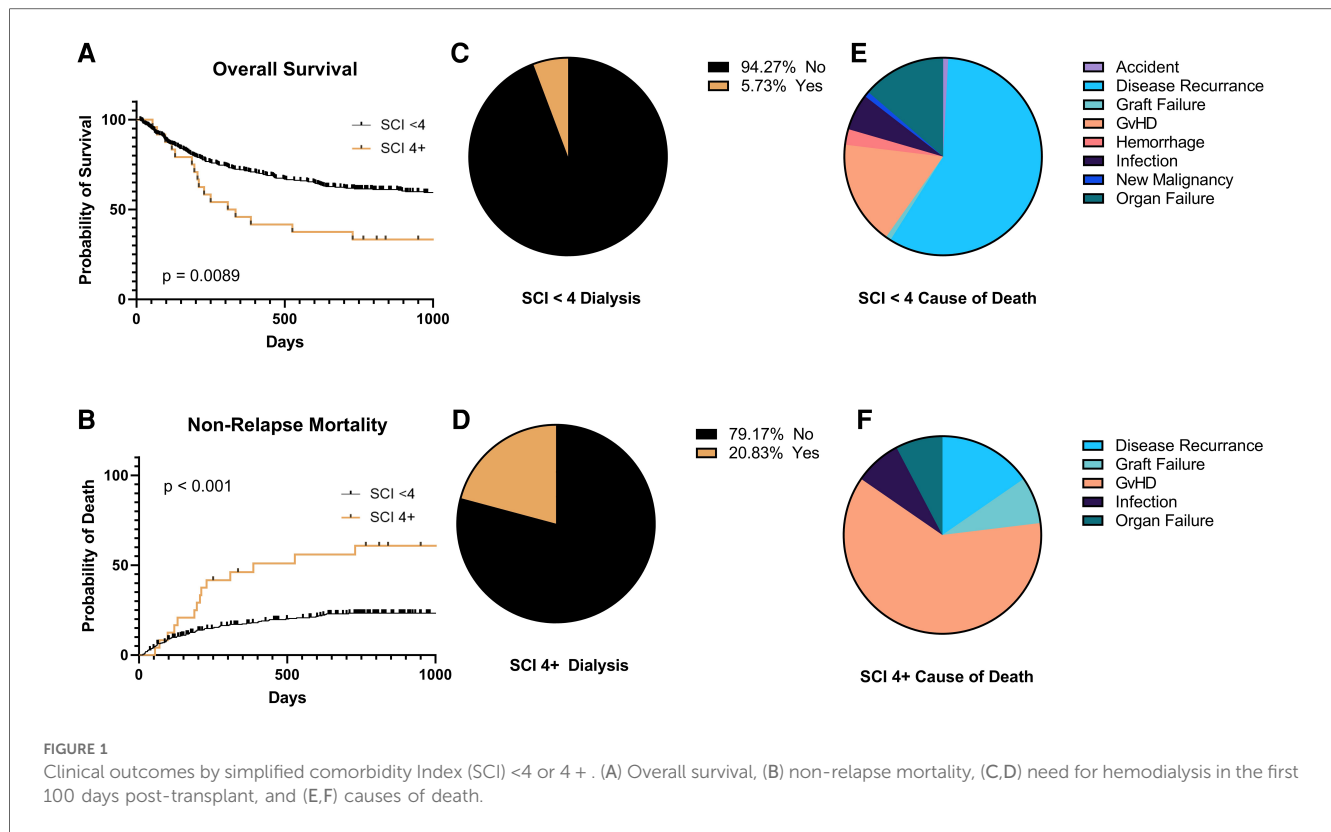 A
Overall Survival
Probability of Survival
100
50
0
SCI <4
SCI 4+
p = 0.0089
0 500 1000
Days
C
94.27% No
5.73% Yes
SCI < 4 Dialysis
E
Accident
Disease Recurrance
Graft Failure
GvHD
Hemorrhage
Infection
New Malignancy
Organ Failure
SCI < 4 Cause of Death
B
Non-Relapse Mortality
Probability of Death
100
50
0
p < 0.001
SCI <4
SCI 4+
0 500 1000
Days
D
79.17% No
20.83% Yes
SCI 4+ Dialysis
F
Disease Recurrance
Graft Failure
GvHD
Infection
Organ Failure
SCI 4+ Cause of Death
FIGURE 1
Clinical outcomes by simplified comorbidity Index (SCI) <4 or 4 + . (A) Overall survival, (B) non-relapse mortality, (C,D) need for hemodialysis in the first
100 days post-transplant, and (E,F) causes of death.